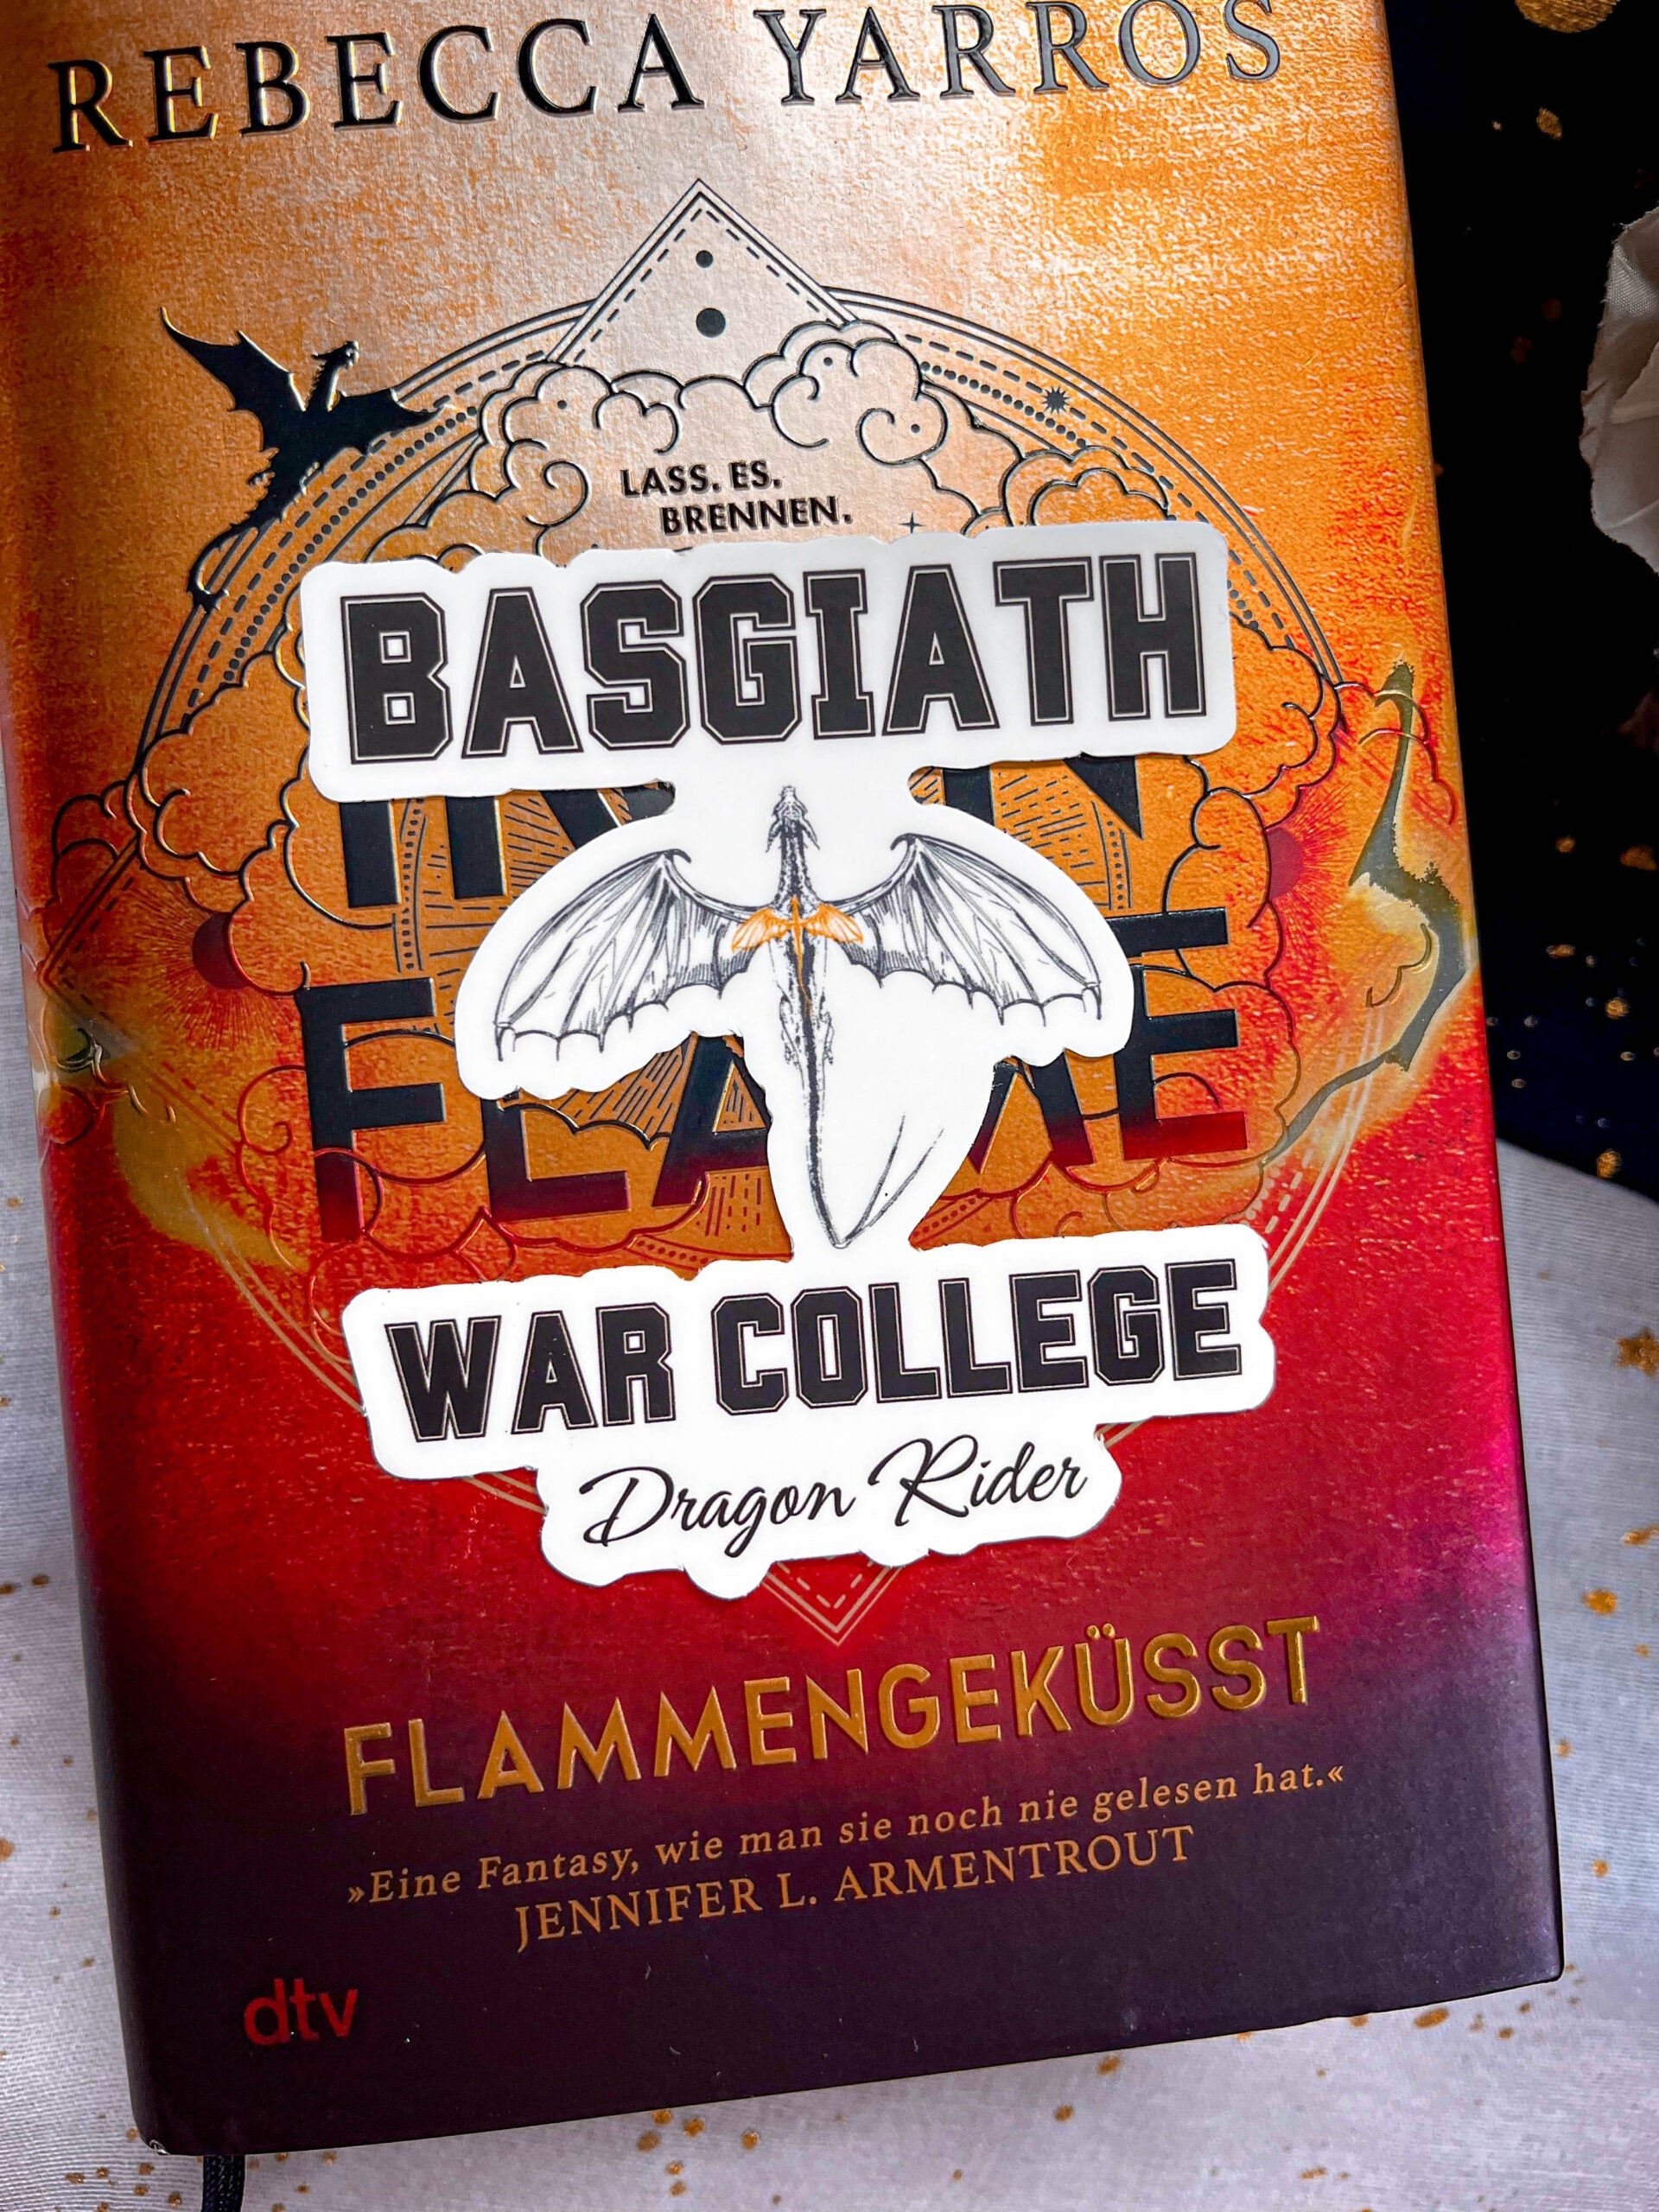 REBECCA YARROS
LASS. ES.
BRENNEN.
BASGIATH
WAR COLLEGE
Dragon Rider
FLAMMENGEKÜSST
»Eine Fantasy, wie man sie noch nie gelesen hat.«
JENNIFER L. ARMENTROUT
dtv